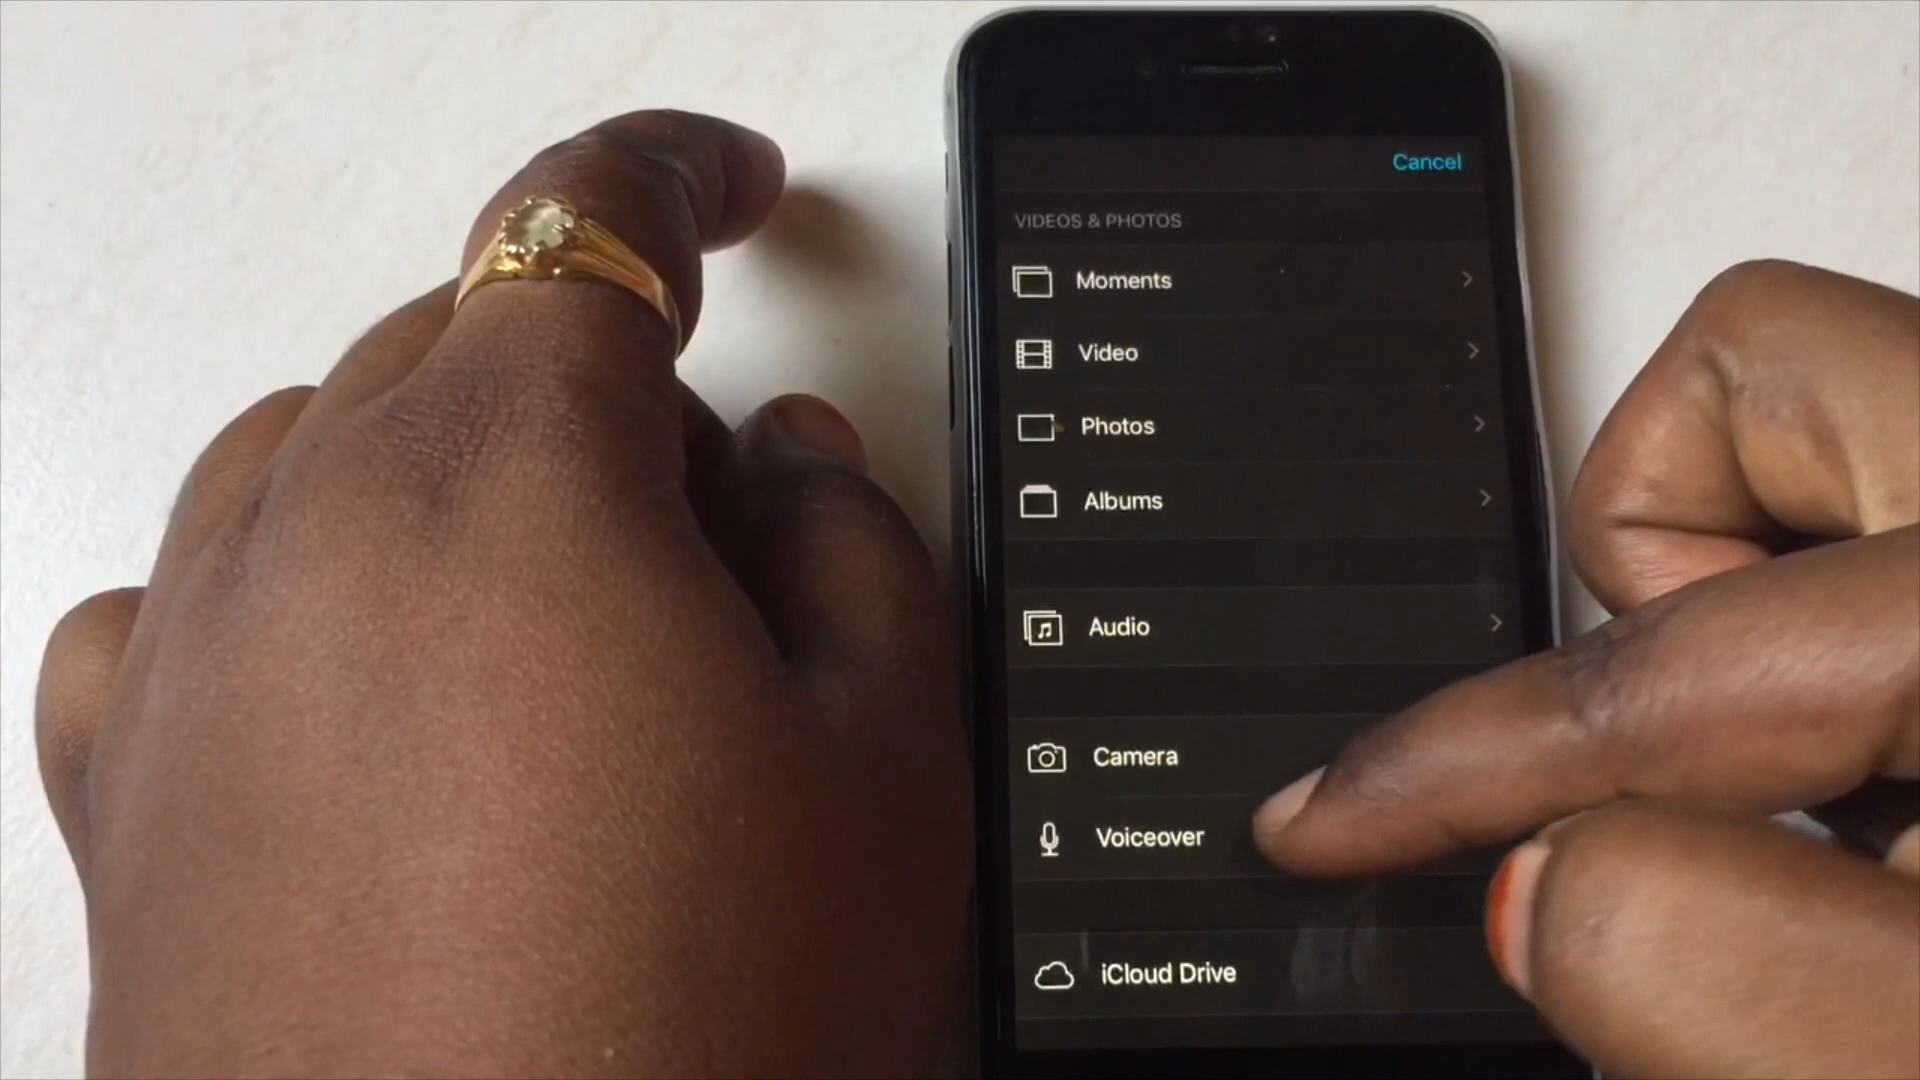 Cancel
VIDEOS & PHOTOS
Moments
Video
Photos
Albums
Audio
Camera
Voiceover
iCloud Drive